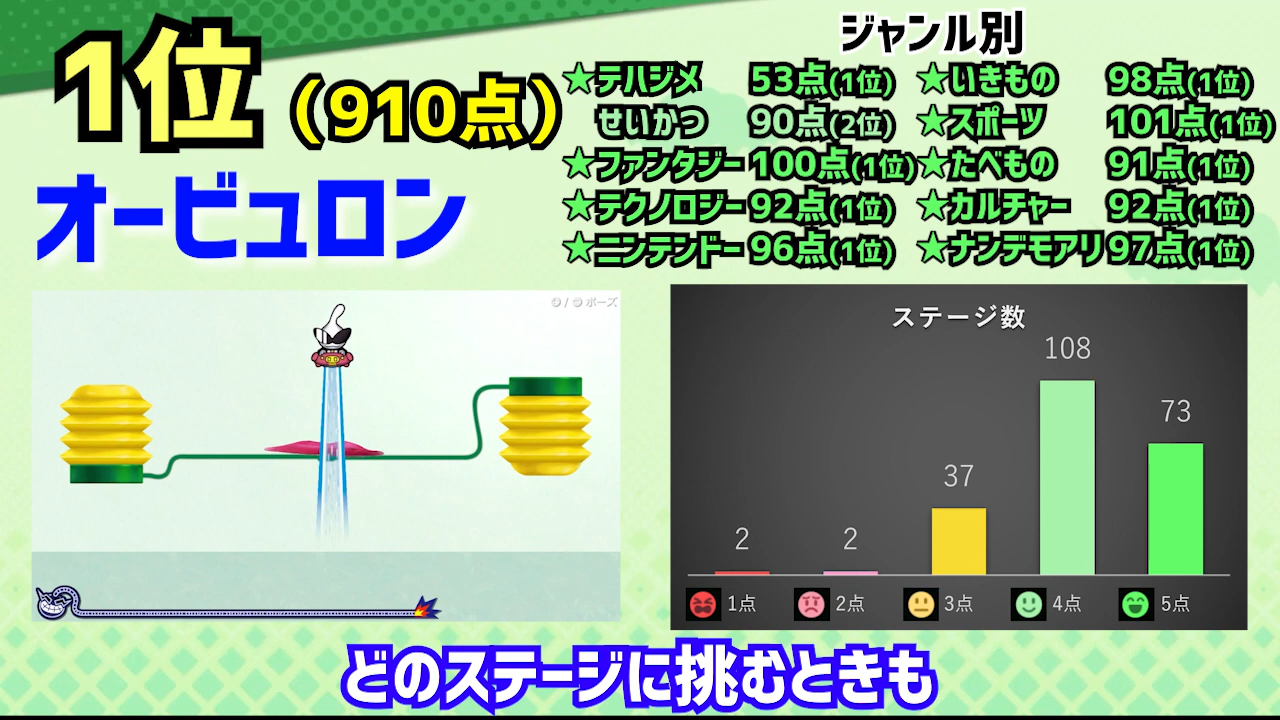 1位（910点）
オービュロン
ジャンル別
★テハジメ 53点(1位) ★いきもの 98点(1位)
せいかつ 90点(2位) ★スポーツ 101点(1位)
★ファンタジー 100点(1位) ★たべもの 91点(1位)
★テクノロジー 92点(1位) ★カルチャー 92点(1位)
★ニンテンドー 96点(1位) ★ナンデモアリ 97点(1位)
ポーズ
ステージ数
2 2 37 108 73
1点 2点 3点 4点 5点
どのステージに挑むときも